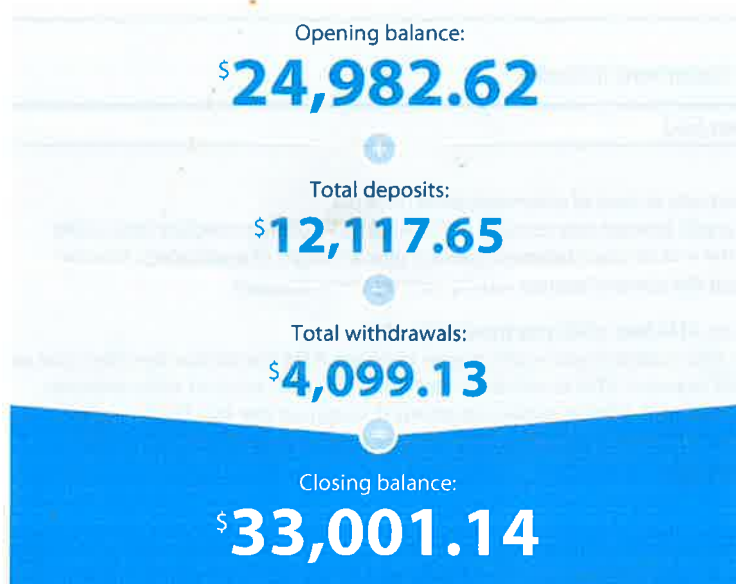 Opening balance:
$24,982.62
+
Total deposits:
$12,117.65
-
Total withdrawals:
$4,099.13
=
Closing balance:
$33,001.14